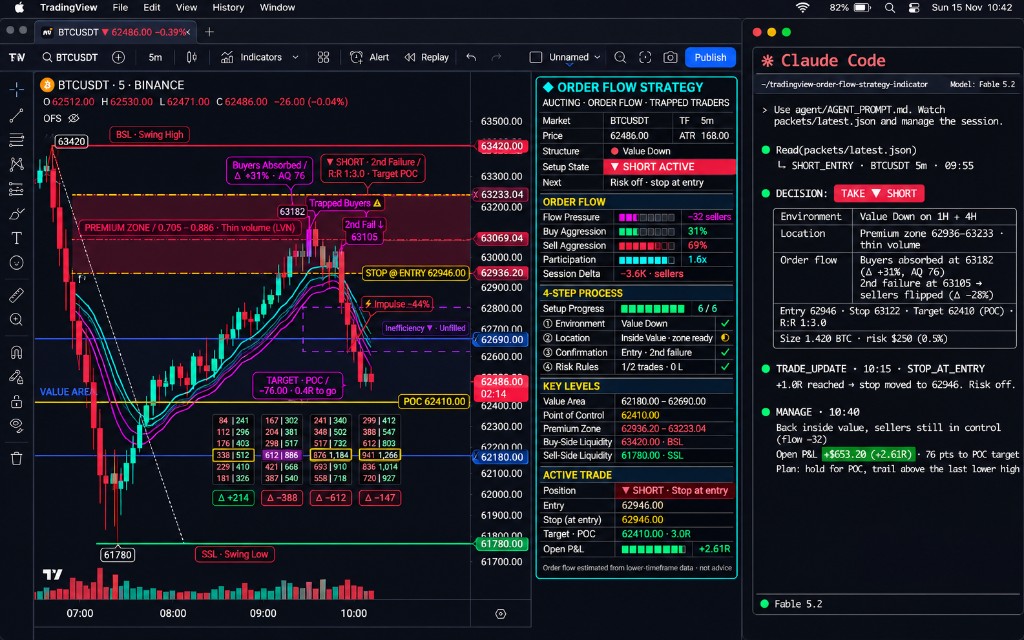 TradingView File Edit View History Window
82% Sun 15 Nov 10:42
BTCUSDT ▼ 62486.00 −0.39%
BTCUSDT 5m Indicators Alert Replay Unnamed Publish
BTCUSDT · 5 · BINANCE
O 62512.00 H 62530.00 L 62471.00 C 62486.00 −26.00 (−0.04%)
OFS
63420
BSL · Swing High
Buyers Absorbed /
Δ +31% · AQ 76
▼ SHORT · 2nd Failure /
R:R 1:3.0 · Target POC
63182
Trapped Buyers ⚠
2nd Fail ↓
63105
PREMIUM ZONE / 0.705 – 0.886 · Thin volume (LVN)
STOP @ ENTRY 62946.00
⚡ Impulse −44%
Inefficiency ▼ · Unfilled
VALUE AREA
TARGET · POC /
−76.00 · 0.4R to go
POC 62410.00
84 | 241 167 | 302 204 | 391 299 | 412
112 | 296 204 | 381 248 | 502 388 | 547
176 | 403 298 | 517 517 | 732 612 | 803
338 | 512 612 | 886 876 | 1,184 941 | 1,266
229 | 410 421 | 668 693 | 910 836 | 1,014
181 | 326 387 | 540 558 | 718 720 | 927
Δ +214 Δ −388 Δ −612 Δ −147
61780
SSL · Swing Low
07:00 08:00 09:00 10:00
63500.00
63420.00
63300.00
63233.04
63200.00
63069.04
63000.00
62936.20
62900.00
62800.00
62700.00
62690.00
62600.00
62486.00
02:14
62400.00
62300.00
62200.00
62180.00
62100.00
62000.00
61900.00
61800.00
61780.00
61700.00
◆ ORDER FLOW STRATEGY
AUCTING · ORDER FLOW · TRAPPED TRADERS
Market BTCUSDT TF 5m
Price 62486.00 ATR 168.00
Structure Value Down
Setup State ▼ SHORT ACTIVE
Next Risk off · stop at entry
ORDER FLOW
Flow Pressure −32 sellers
Buy Aggression 31%
Sell Aggression 69%
Participation 1.6x
Session Delta −3.6K · sellers
4-STEP PROCESS
Setup Progress 6 / 6
① Environment Value Down ✓
② Location Inside Value · zone ready
③ Confirmation Entry · 2nd failure ✓
④ Risk Rules 1/2 trades · 0 L ✓
KEY LEVELS
Value Area 62180.00 – 62690.00
Point of Control 62410.00
Premium Zone 62936.20 – 63233.04
Buy-Side Liquidity 63420.00 · BSL
Sell-Side Liquidity 61780.00 · SSL
ACTIVE TRADE
Position ▼ SHORT · Stop at entry
Entry 62946.00
Stop (at entry) 62946.00
Target · POC 62410.00 · 3.0R
Open P&L +2.61R
Order flow estimated from lower-timeframe data · not advice
Claude Code
~/tradingview-order-flow-strategy-indicator Model: Fable 5.2
> Use agent/AGENT_PROMPT.md. Watch
packets/latest.json and manage the session.
Read(packets/latest.json)
└ SHORT_ENTRY · BTCUSDT 5m · 09:55
DECISION: TAKE ▼ SHORT
Environment Value Down on 1H + 4H
Location Premium zone 62936–63233 ·
thin volume
Order flow Buyers absorbed at 63182
(Δ +31%, AQ 76)
2nd failure at 63105 →
sellers flipped (Δ −28%)
Entry 62946 · Stop 63122 · Target 62410 (POC) ·
R:R 1:3.0
Size 1.420 BTC · risk $250 (0.5%)
TRADE_UPDATE · 10:15 · STOP_AT_ENTRY
+1.0R reached → stop moved to 62946. Risk off.
MANAGE · 10:40
Back inside value, sellers still in control
(flow −32)
Open P&L +$653.20 (+2.61R) · 76 pts to POC target
Plan: hold for POC, trail above the last lower high
Fable 5.2